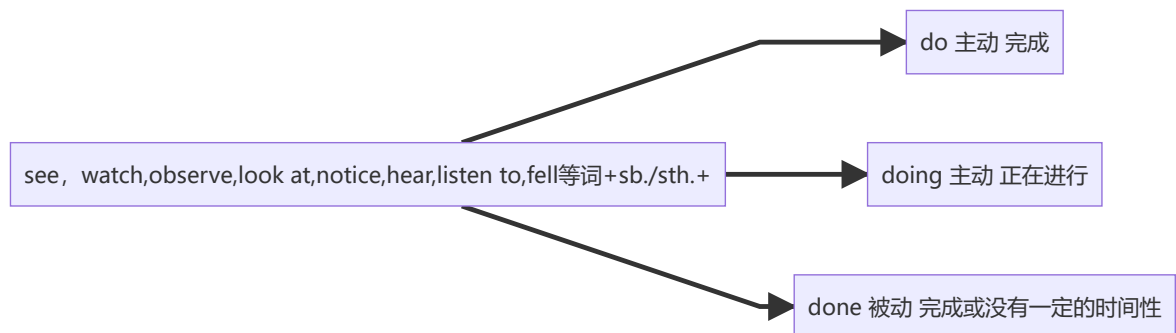 do 主动 完成
see，watch,observe,look at,notice,hear,listen to,fell等词+sb./sth.+
doing 主动 正在进行
done 被动 完成或没有一定的时间性